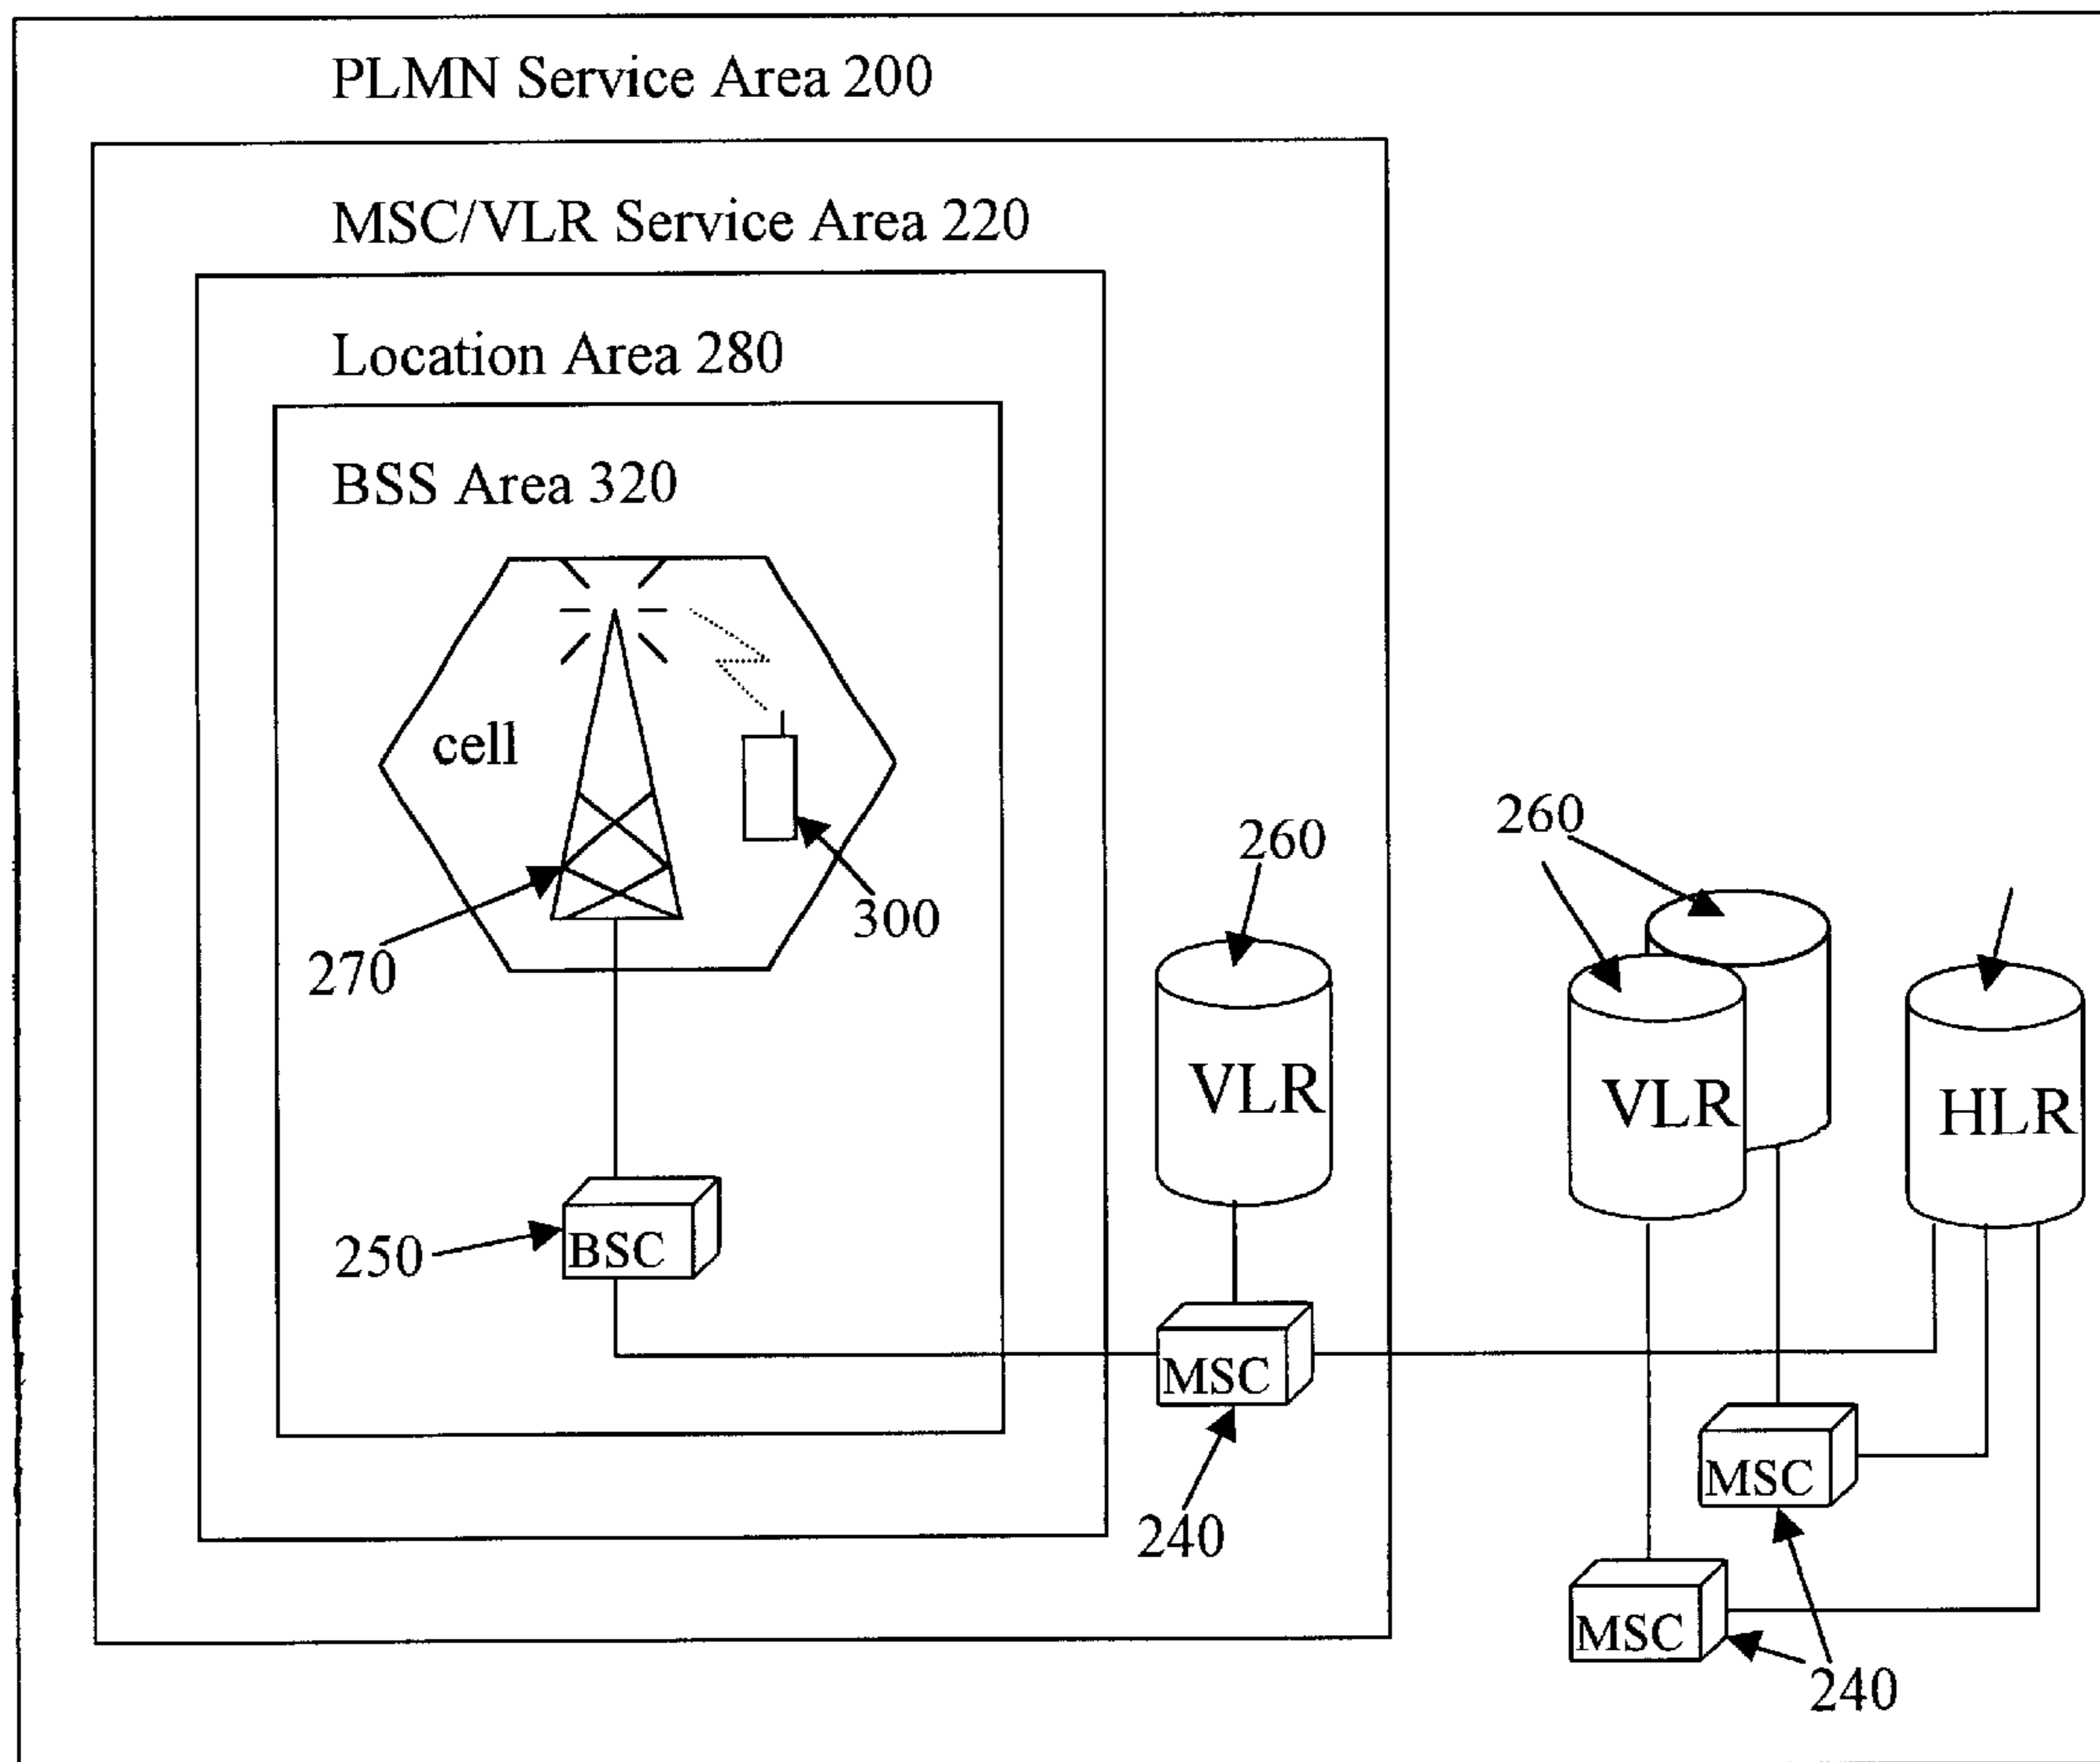 PLMN Service Area 200
MSC/VLR Service Area 220
Location Area 280
BSS Area 320
cell
300
270
260
260
VLR
VLR
HLR
250
BSC
MSC
240
MSC
MSC
240